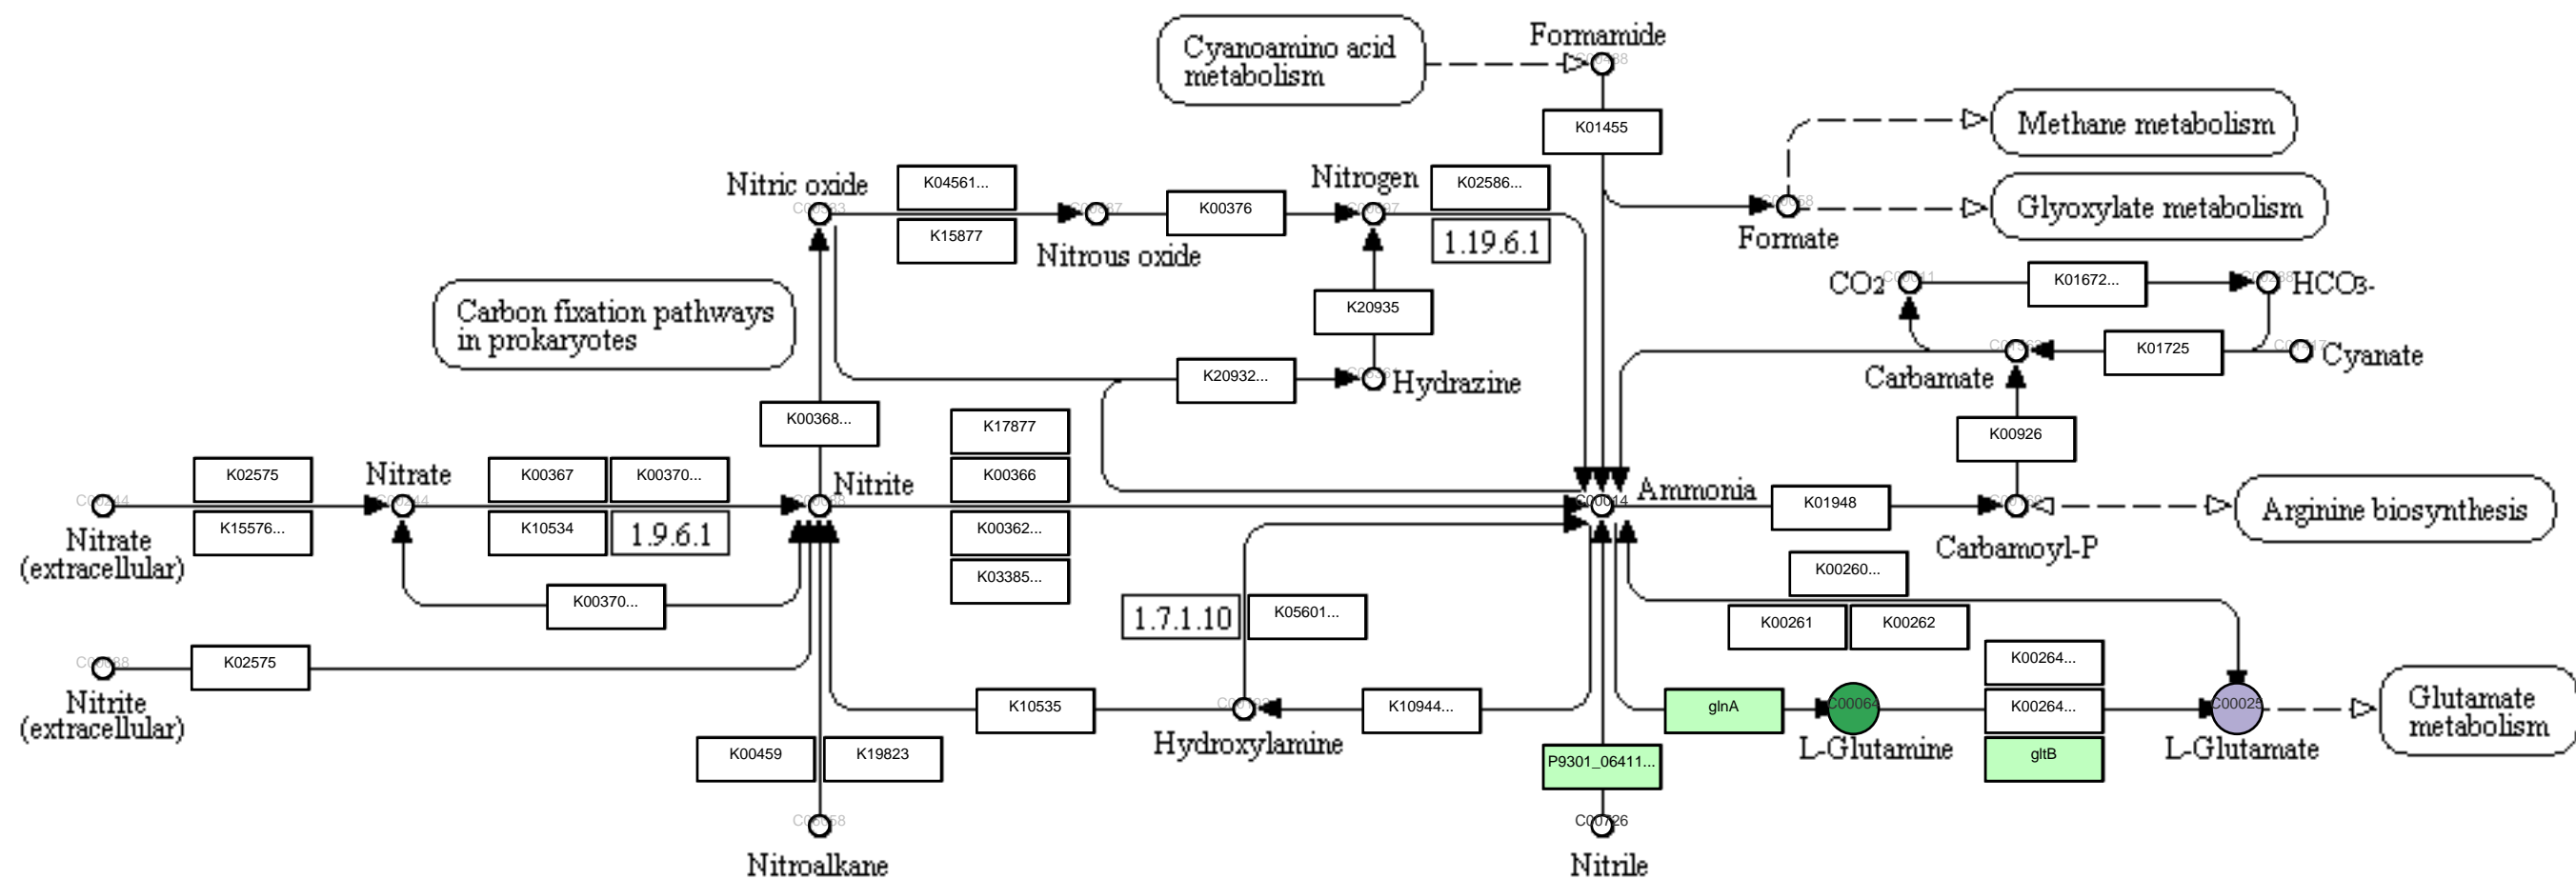 Cyanoamino acid
metabolism
Formamide
K01455
Methane metabolism
Nitric oxide
K04561...
Nitrogen
K02586...
K00376
Glyoxylate metabolism
K15877
Nitrous oxide
1.19.6.1
Formate
CO2
K01672...
HCO3-
Carbon fixation pathways
in prokaryotes
K20935
K01725
Cyanate
K20932...
Hydrazine
Carbamate
K00368...
K17877
K00926
K02575
Nitrate
K00367
K00370...
Nitrite
K00366
C00014
Ammonia
K01948
Arginine biosynthesis
Nitrate
(extracellular)
K15576...
K10534
1.9.6.1
K00362...
Carbamoyl-P
K03385...
K00260...
K00370...
1.7.1.10
K05601...
K00261
K00262
K02575
K00264...
Nitrite
(extracellular)
K10535
K10944...
glnA
C00064
K00264...
C00025
Glutamate
metabolism
Hydroxylamine
L-Glutamine
L-Glutamate
K00459
K19823
P9301_06411...
gltB
C00726
Nitroalkane
Nitrile